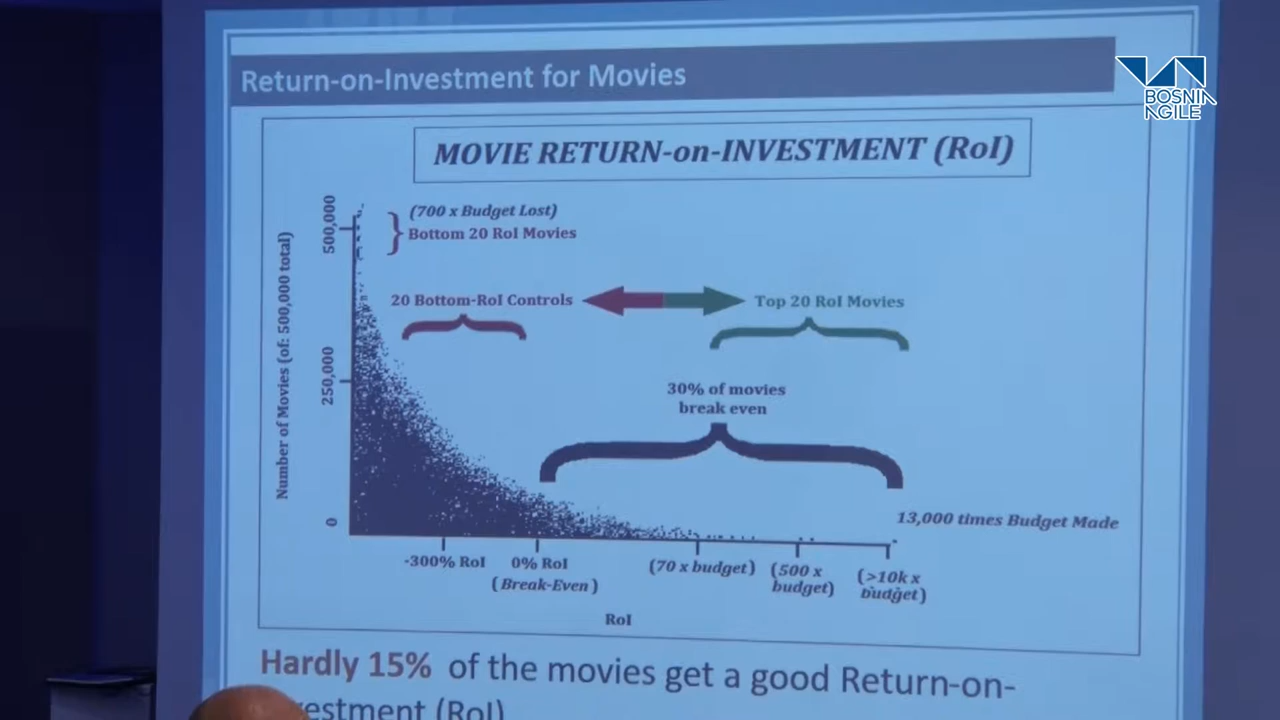 Return-on-Investment for Movies
BOSNIA
AGILE
MOVIE RETURN-on-INVESTMENT (RoI)
Number of Movies (of: 500,000 total)
500,000
250,000
0
(700 x Budget Lost)
Bottom 20 RoI Movies
20 Bottom-RoI Controls
Top 20 RoI Movies
30% of movies
break even
13,000 times Budget Made
-300% RoI
0% RoI
(Break-Even)
(70 x budget)
(500 x
budget)
(>10k x
budget)
RoI
Hardly 15% of the movies get a good Return-on-
(RoI)